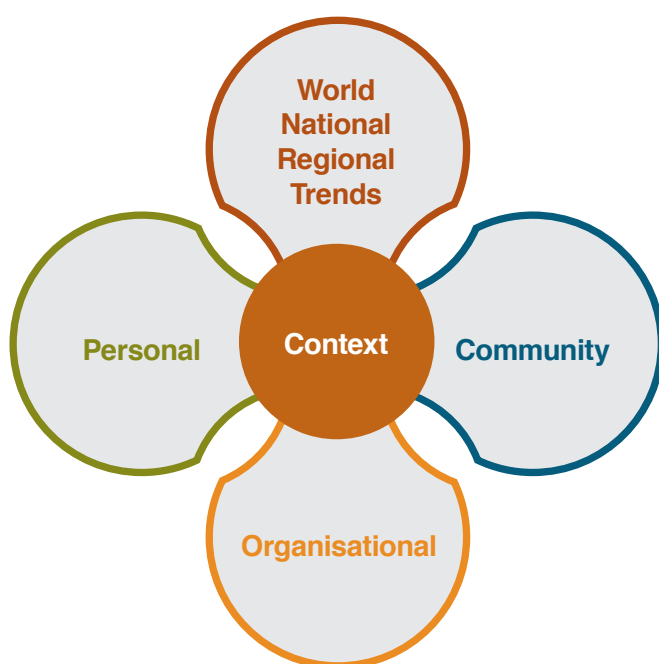 World
National
Regional
Trends
Personal
Context
Community
Organisational